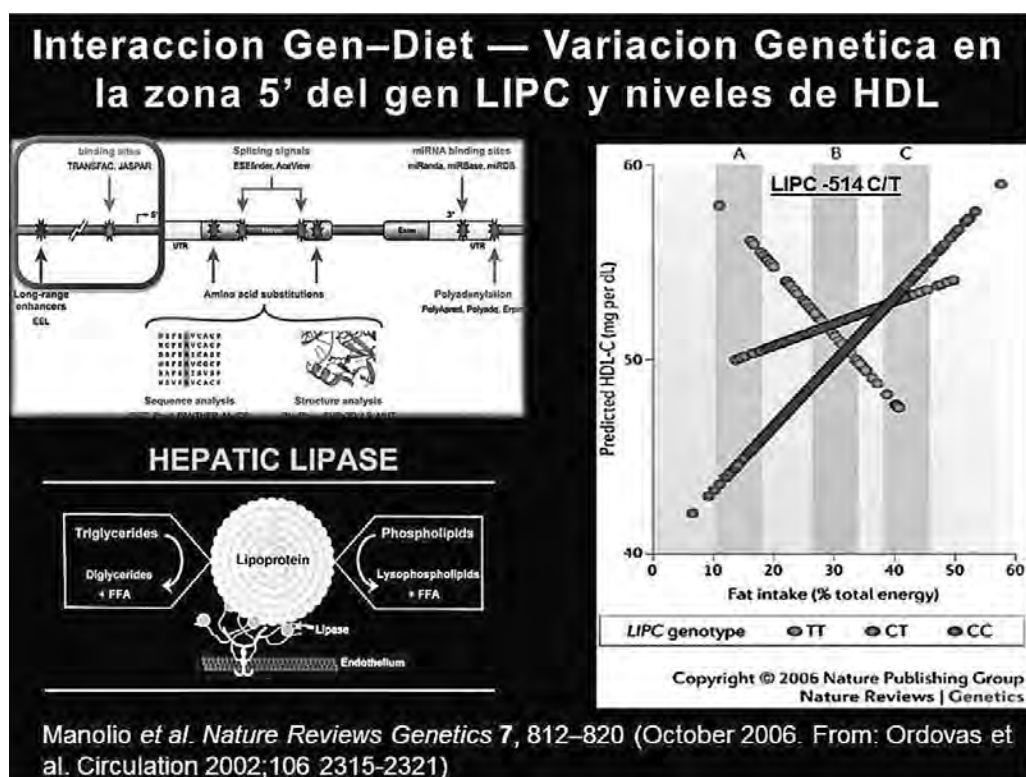 Interaccion Gen–Diet — Variacion Genetica en
la zona 5’ del gen LIPC y niveles de HDL
binding sites
TRANSFAC, JASPAR
Splicing signals
ESEfinder, AceView
miRNA binding sites
miRanda, miRBase, miRDB
5'
3'
UTR
Exon
UTR
Long-range
enhancers
EEL
Amino acid substitutions
Polyadenylation
Sequence analysis
Structure analysis
HEPATIC LIPASE
Triglycerides
Diglycerides
+ FFA
Lipoprotein
Phospholipids
Lysophospholipids
+ FFA
Lipase
Endothelium
A B C
LIPC -514 C/T
Predicted HDL-C (mg per dL)
60
50
40
0 10 20 30 40 50 60
Fat intake (% total energy)
LIPC genotype TT CT CC
Copyright © 2006 Nature Publishing Group
Nature Reviews | Genetics
Manolio et al. Nature Reviews Genetics 7, 812–820 (October 2006. From: Ordovas et
al. Circulation 2002;106 2315-2321)